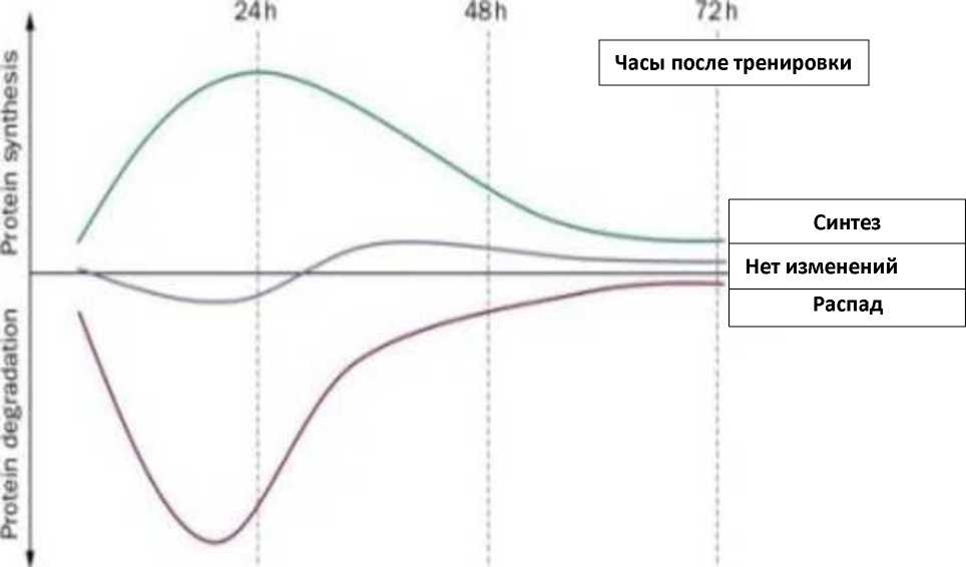 24h 48h 72h
Часы после тренировки
Protein synthesis
Синтез
Нет изменений
Распад
Protein degradation